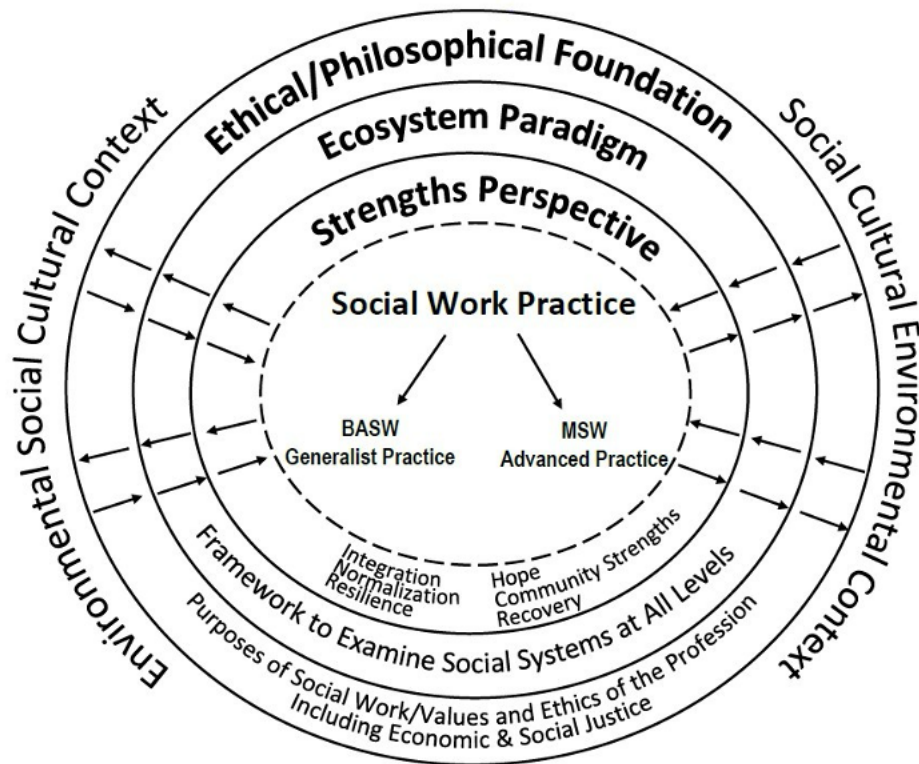 Ethical/Philosophical Foundation
Ecosystem Paradigm
Strengths Perspective
Environmental Social Cultural Context
Social Cultural Environmental Context
Social Work Practice
BASW
Generalist Practice
MSW
Advanced Practice
Integration
Normalization
Resilience
Hope
Community Strengths
Recovery
Framework to Examine Social Systems at All Levels
Purposes of Social Work/Values and Ethics of the Profession
Including Economic & Social Justice